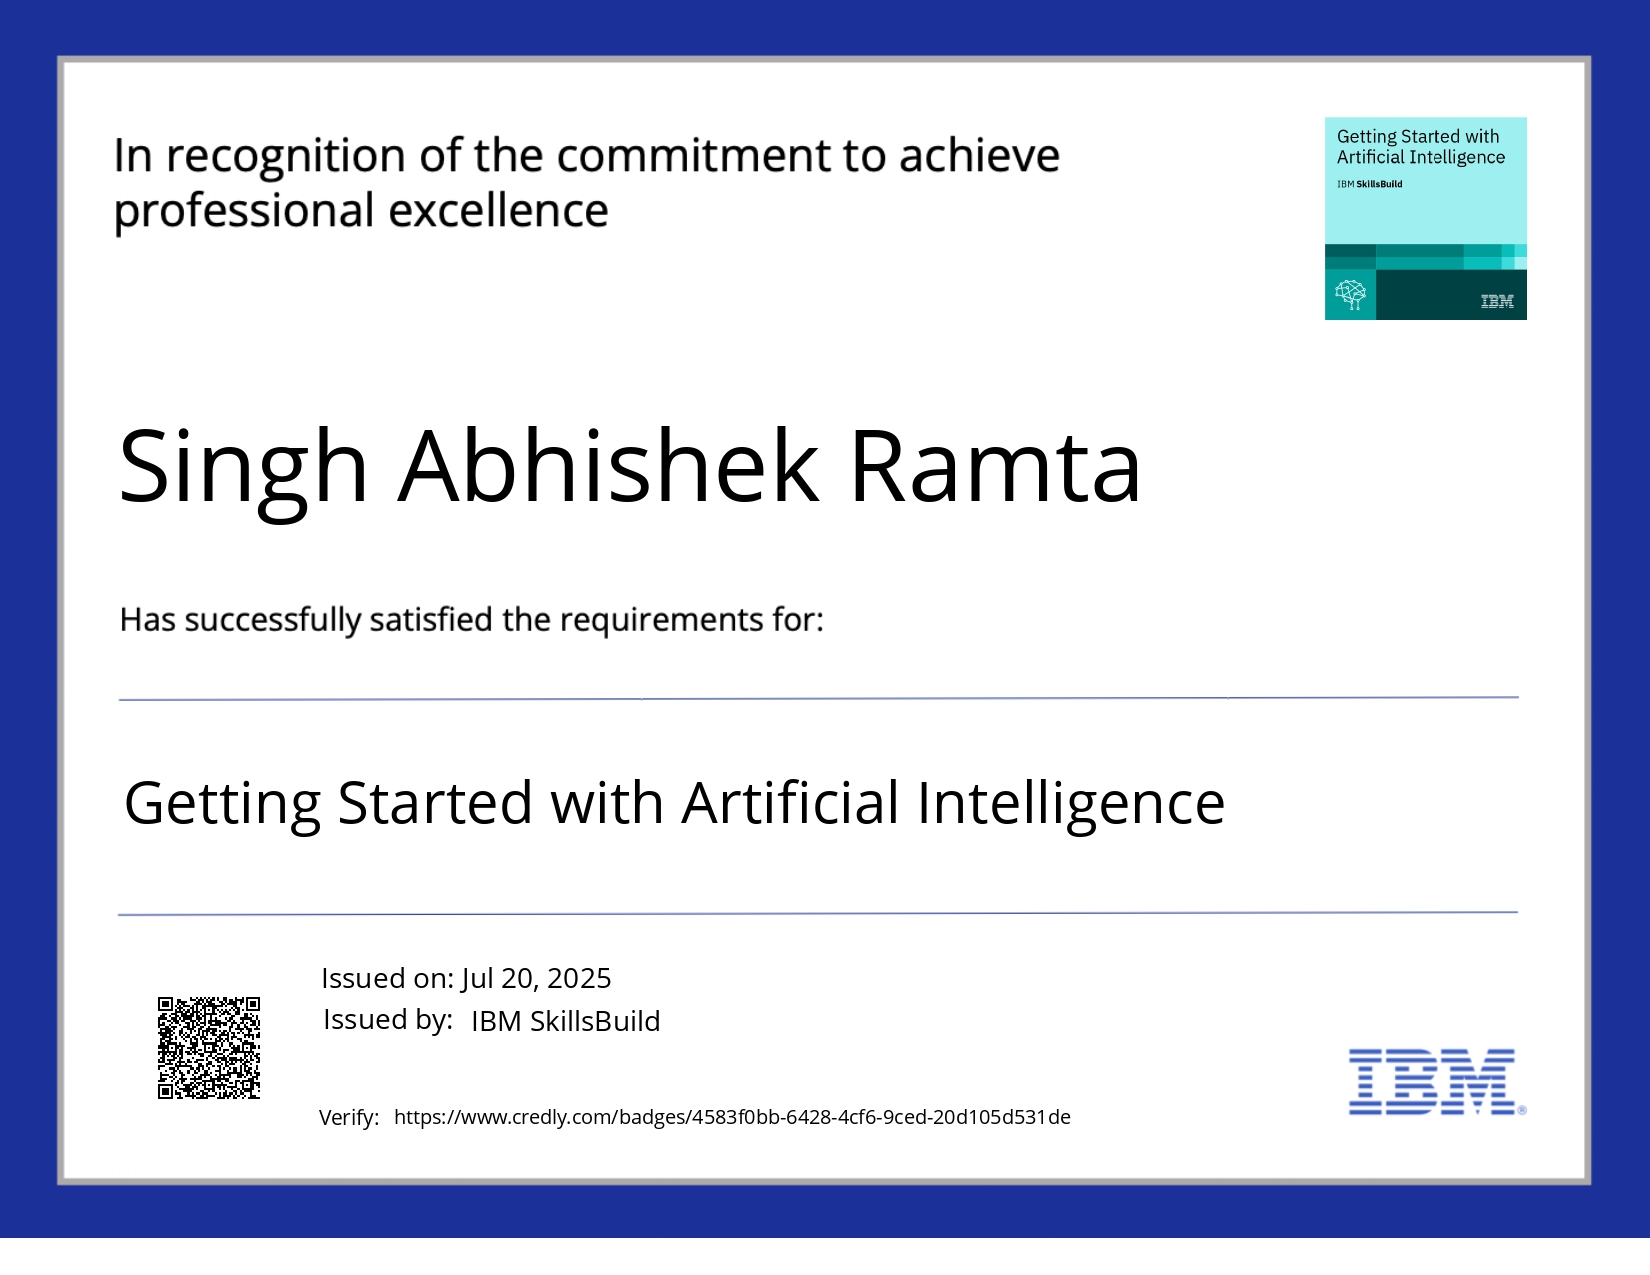 In recognition of the commitment to achieve
professional excellence
Getting Started with
Artificial Intelligence
IBM SkillsBuild
IBM
Singh Abhishek Ramta
Has successfully satisfied the requirements for:
Getting Started with Artificial Intelligence
Issued on: Jul 20, 2025
Issued by: IBM SkillsBuild
Verify: https://www.credly.com/badges/4583f0bb-6428-4cf6-9ced-20d105d531de
IBM®